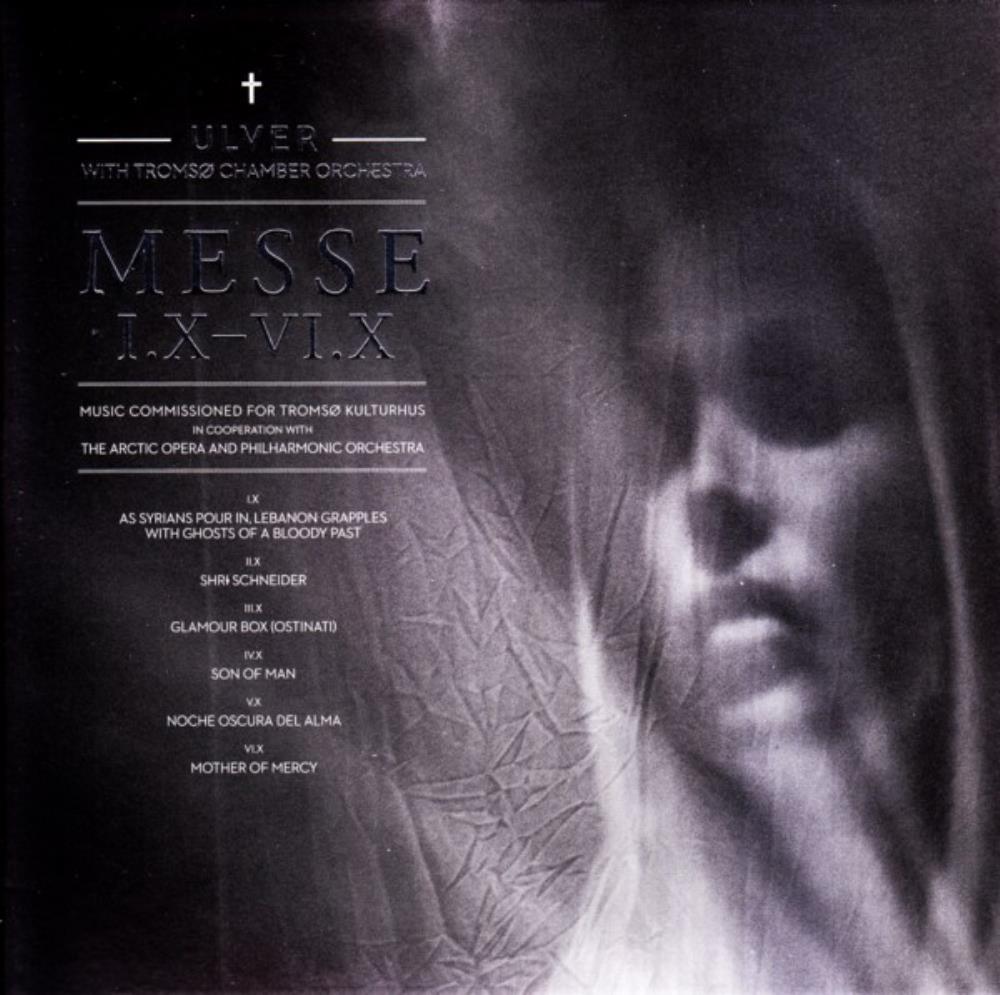 ULVER
WITH TROMSØ CHAMBER ORCHESTRA
MESSE
I.X–VI.X
MUSIC COMMISSIONED FOR TROMSØ KULTURHUS
IN COOPERATION WITH
THE ARCTIC OPERA AND PHILHARMONIC ORCHESTRA
I.X
AS SYRIANS POUR IN, LEBANON GRAPPLES
WITH GHOSTS OF A BLOODY PAST
II.X
SHRI SCHNEIDER
III.X
GLAMOUR BOX (OSTINATI)
IV.X
SON OF MAN
V.X
NOCHE OSCURA DEL ALMA
VI.X
MOTHER OF MERCY